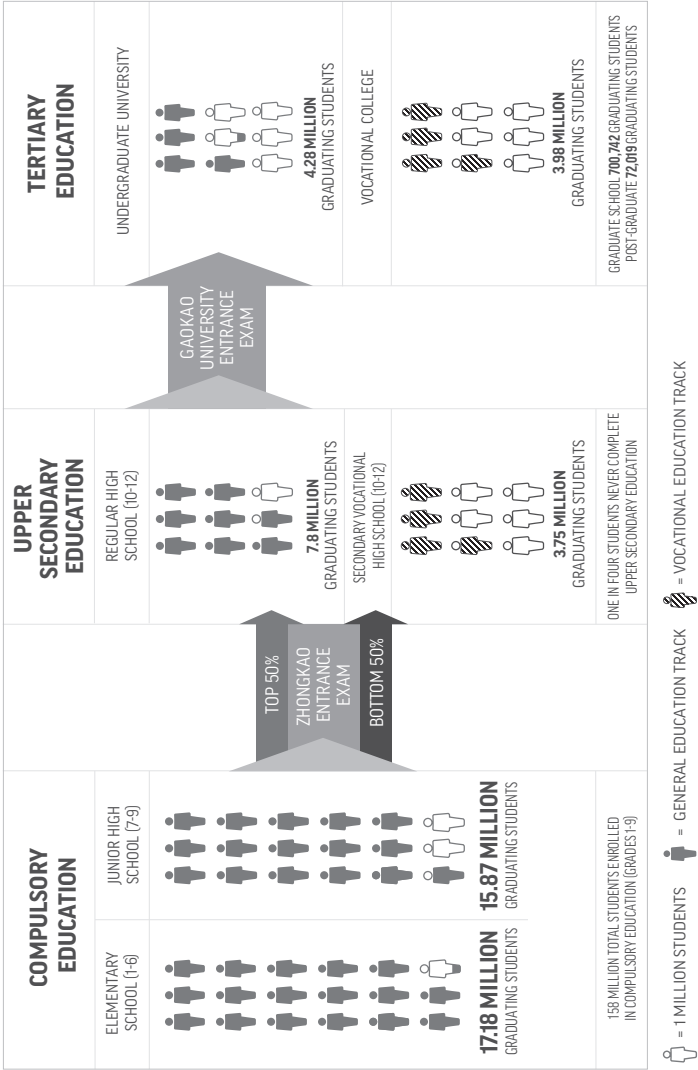 COMPULSORY
EDUCATION
ELEMENTARY
SCHOOL (1-6)
17.18 MILLION
GRADUATING STUDENTS
JUNIOR HIGH
SCHOOL (7-9)
15.87 MILLION
GRADUATING STUDENTS
158 MILLION TOTAL STUDENTS ENROLLED
IN COMPULSORY EDUCATION (GRADES 1-9)
TOP 50%
ZHONGKAO
ENTRANCE
EXAM
BOTTOM 50%
UPPER
SECONDARY
EDUCATION
REGULAR HIGH
SCHOOL (10-12)
7.8 MILLION
GRADUATING STUDENTS
SECONDARY VOCATIONAL
HIGH SCHOOL (10-12)
3.75 MILLION
GRADUATING STUDENTS
ONE IN FOUR STUDENTS NEVER COMPLETE
UPPER SECONDARY EDUCATION
GAOKAO
UNIVERSITY
ENTRANCE
EXAM
TERTIARY
EDUCATION
UNDERGRADUATE UNIVERSITY
4.28 MILLION
GRADUATING STUDENTS
VOCATIONAL COLLEGE
3.98 MILLION
GRADUATING STUDENTS
GRADUATE SCHOOL 700,742 GRADUATING STUDENTS
POST-GRADUATE 72,019 GRADUATING STUDENTS
= 1 MILLION STUDENTS
= GENERAL EDUCATION TRACK
= VOCATIONAL EDUCATION TRACK